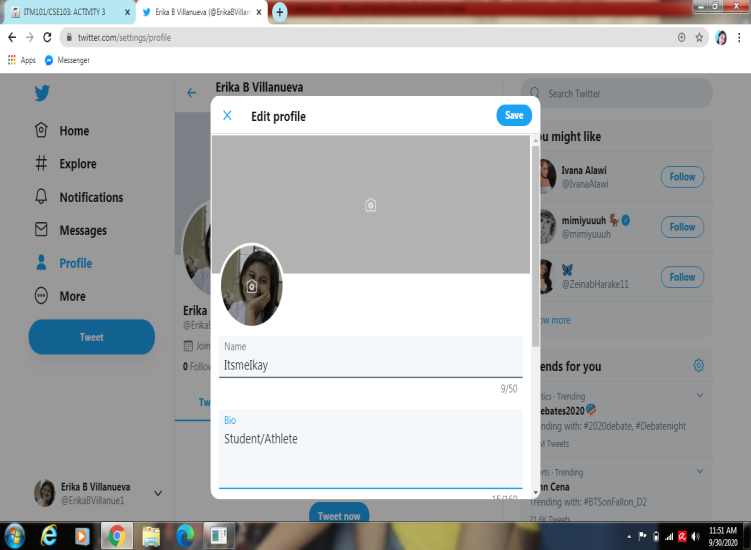 ITM101/CSE103: ACTIVITY 3
Erika B Villanueva (@ErikaBVillan
twitter.com/settings/profile
Apps
Messenger
Erika B Villanueva
Search Twitter
Home
Explore
Notifications
Messages
Profile
More
Tweet
Edit profile
Save
Name
ItsmeIkay
9/50
Bio
Student/Athlete
15/160
Erika
@Erika
Join
0 Follow
Tw
Tweet now
u might like
Ivana Alawi
@IvanaAlawi
Follow
mimiyuuuh
@mimiyuuuh
Follow
@ZeinabHarake11
Follow
ow more
ends for you
tics · Trending
ebates2020
nding with: #2020debate, #Debatenight
M Tweets
orts · Trending
hn Cena
rending with: #BTSonFallon_D2
21.6K Tweets
Erika B Villanueva
@ErikaBVillanue1
11:51 AM
9/30/2020